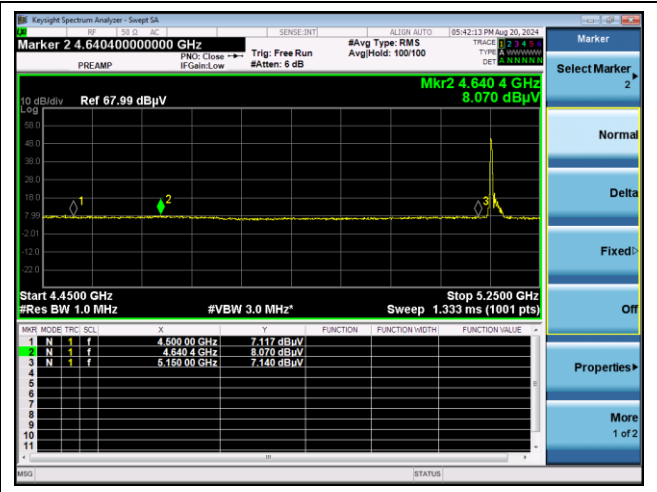 Keysight Spectrum Analyzer - Swept SA
RF 50 Ω AC SENSE:INT ALIGN AUTO 05:42:13 PM Aug 20, 2024
Marker 2 4.640400000000 GHz
PREAMP
PNO: Close
IFGain:Low
Trig: Free Run
#Atten: 6 dB
#Avg Type: RMS
Avg|Hold: 100/100
TRACE 1 2 3 4 5 6
TYPE A WWWWW
DET A NNNNN
Mkr2 4.640 4 GHz
8.070 dBµV
10 dB/div Ref 67.99 dBµV
Log
58.0
48.0
38.0
28.0
18.0
7.99
-2.01
-12.0
-22.0
1
2
3
Start 4.4500 GHz Stop 5.2500 GHz
#Res BW 1.0 MHz #VBW 3.0 MHz* Sweep 1.333 ms (1001 pts)
MKR MODE TRC SCL X Y FUNCTION FUNCTION WIDTH FUNCTION VALUE
1 N 1 f 4.500 00 GHz 7.117 dBµV
2 N 1 f 4.640 4 GHz 8.070 dBµV
3 N 1 f 5.150 00 GHz 7.140 dBµV
4
5
6
7
8
9
10
11
MSG STATUS
Marker
Select Marker
2
Normal
Delta
Fixed
Off
Properties
More
1 of 2